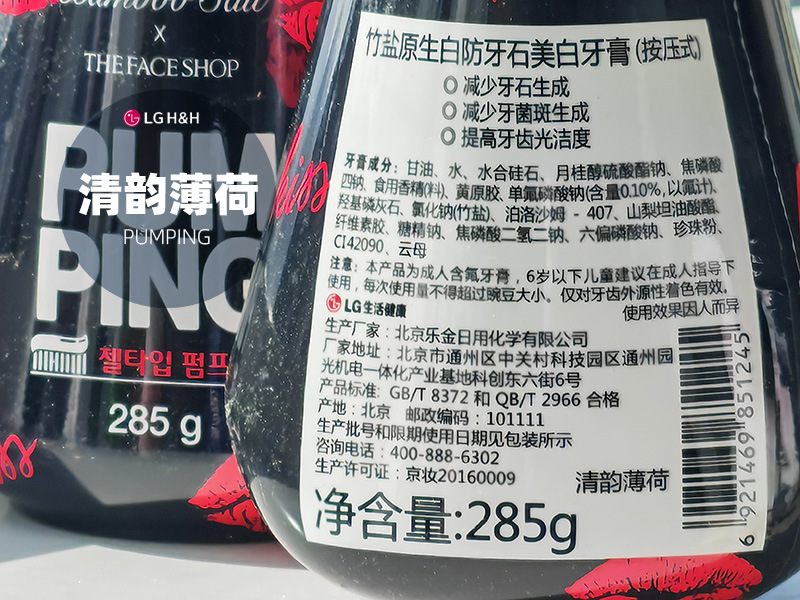 Bamboo Salt
X
THE FACE SHOP
LG H&H
PUM
清韵薄荷
PUMPING
PING
젤타입 펌프
285 g
kiss
竹盐原生白防牙石美白牙膏(按压式)
减少牙石生成
减少牙菌斑生成
提高牙齿光洁度
牙膏成分：甘油、水、水合硅石、月桂醇硫酸酯钠、焦磷酸
四钠、食用香精(料)、黄原胶、单氟磷酸钠(含量0.10%,以氟计)、
羟基磷灰石、氯化钠(竹盐)、泊洛沙姆 - 407、山梨坦油酸酯、
纤维素胶、糖精钠、焦磷酸二氢二钠、六偏磷酸钠、珍珠粉、
CI42090、云母
注意：本产品为成人含氟牙膏，6岁以下儿童建议在成人指导下
使用，每次使用量不得超过豌豆大小。仅对牙齿外源性着色有效。
使用效果因人而异
LG生活健康
生产厂家：北京乐金日用化学有限公司
厂家地址：北京市通州区中关村科技园区通州园
光机电一体化产业基地科创东六街6号
产品标准: GB/T 8372 和 QB/T 2966 合格
产地：北京 邮政编码：101111
生产批号和限期使用日期见包装所示
咨询电话：400-888-6302
生产许可证：京妆20160009
清韵薄荷
净含量:285g
6 921469 851245